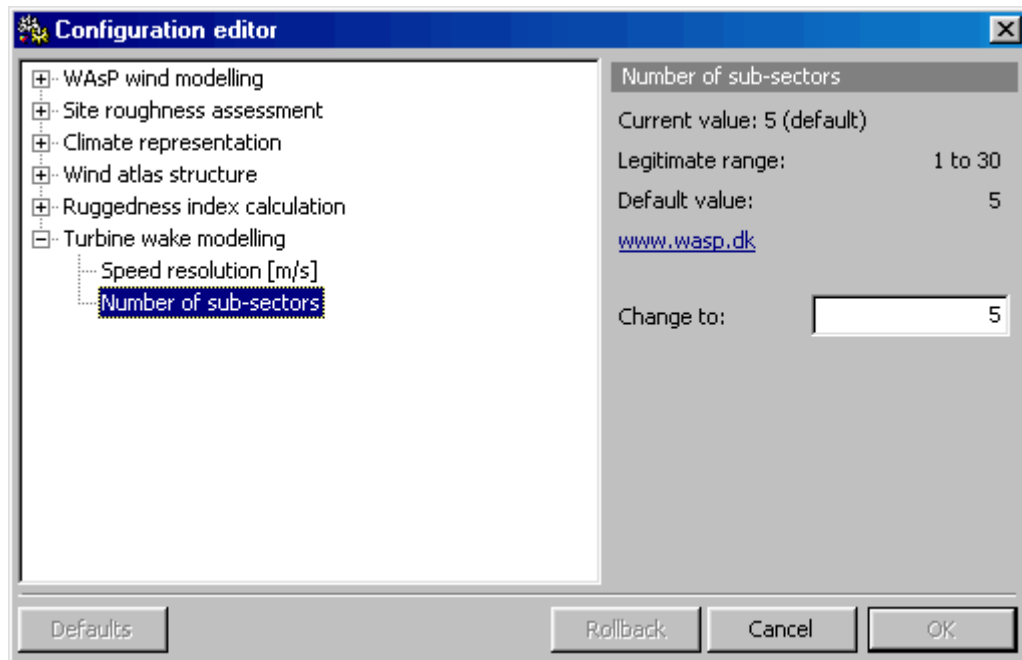 Configuration editor
WAsP wind modelling
Site roughness assessment
Climate representation
Wind atlas structure
Ruggedness index calculation
Turbine wake modelling
Speed resolution [m/s]
Number of sub-sectors
Number of sub-sectors
Current value: 5 (default)
Legitimate range: 1 to 30
Default value: 5
www.wasp.dk
Change to: 5
Defaults Rollback Cancel OK